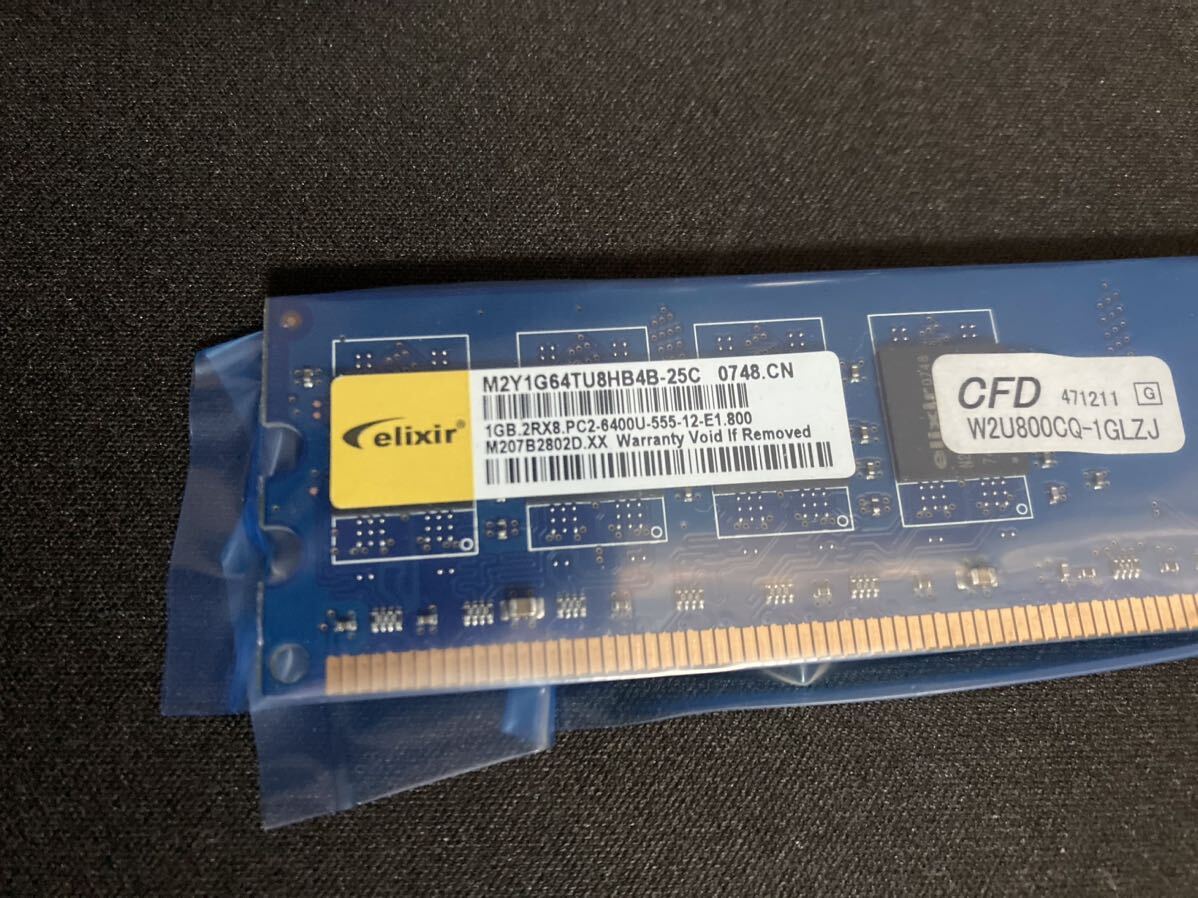 elixir
M2Y1G64TU8HB4B-25C 0748.CN
1GB.2RX8.PC2-6400U-555-12-E1.800
M207B2802D.XX Warranty Void If Removed
CFD 471211 G
W2U800CQ-1GLZJ
elixir